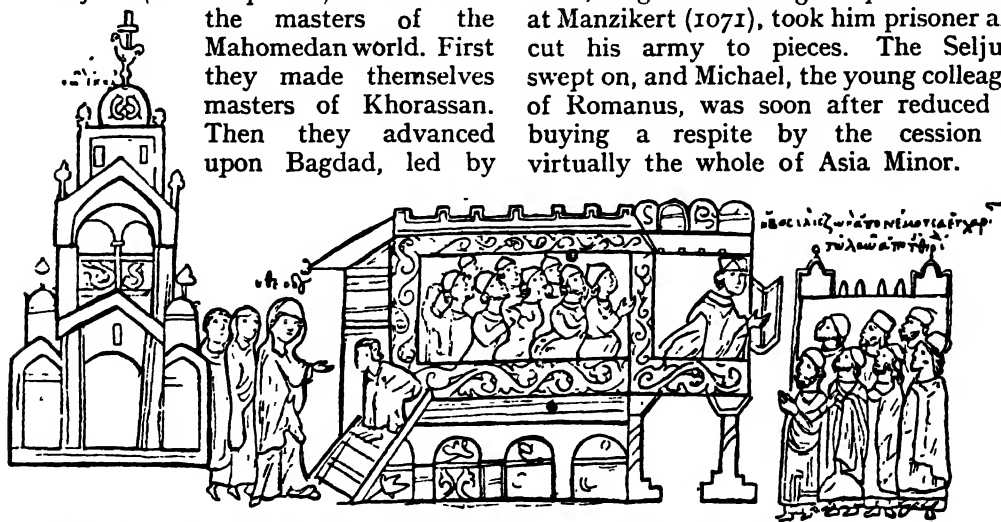 the masters of the
Mahomedan world. First
they made themselves
masters of Khorassan.
Then they advanced
upon Bagdad, led by
at Manzikert (1071), took him prisoner
cut his army to pieces. The
swept on, and Michael, the young
of Romanus, was soon after reduced
buying a respite by the cession
virtually the whole of Asia Minor.